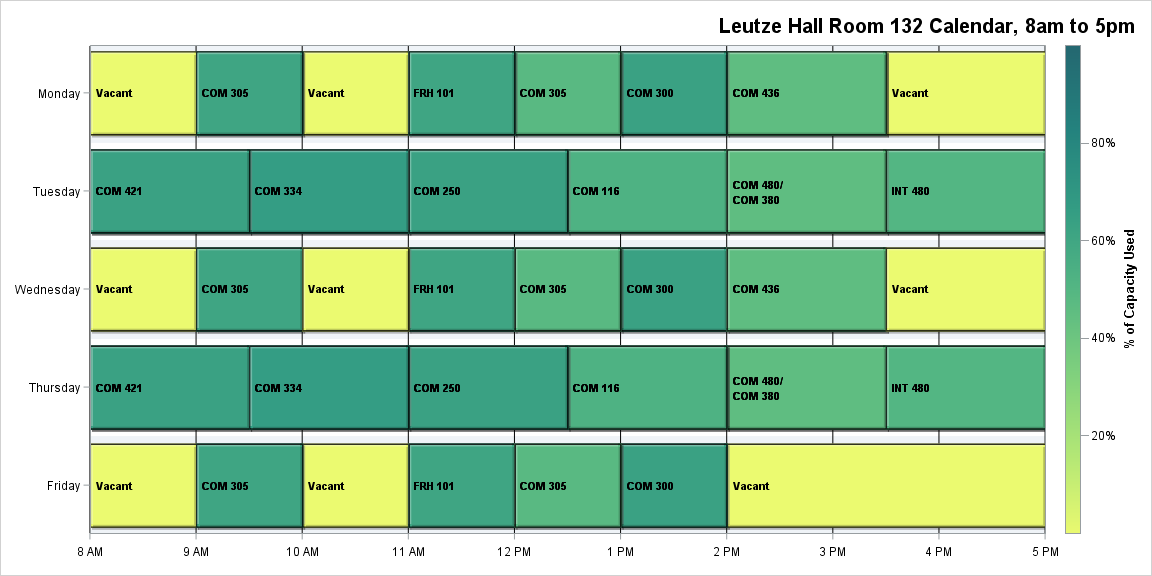 Leutze Hall Room 132 Calendar, 8am to 5pm
Monday
Vacant
COM 305
Vacant
FRH 101
COM 305
COM 300
COM 436
Vacant
Tuesday
COM 421
COM 334
COM 250
COM 116
COM 480/
COM 380
INT 480
Wednesday
Vacant
COM 305
Vacant
FRH 101
COM 305
COM 300
COM 436
Vacant
Thursday
COM 421
COM 334
COM 250
COM 116
COM 480/
COM 380
INT 480
Friday
Vacant
COM 305
Vacant
FRH 101
COM 305
COM 300
Vacant
8 AM
9 AM
10 AM
11 AM
12 PM
1 PM
2 PM
3 PM
4 PM
5 PM
80%
60%
40%
20%
% of Capacity Used